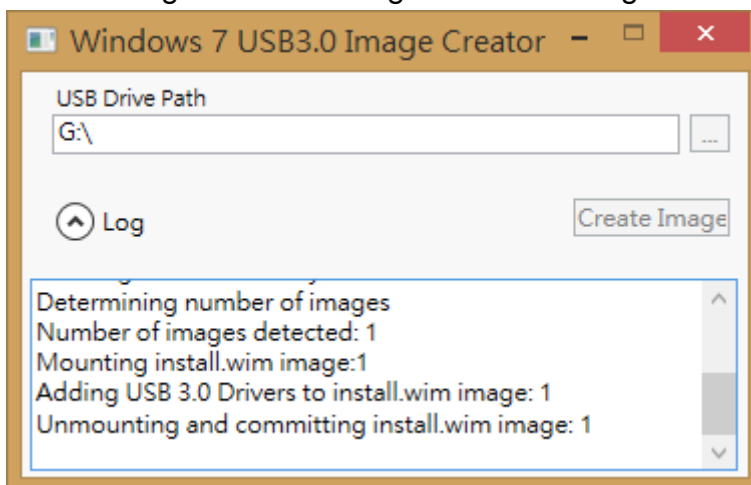 Windows 7 USB3.0 Image Creator
USB Drive Path
G:\
...
Log
Create Image
Determining number of images
Number of images detected: 1
Mounting install.wim image:1
Adding USB 3.0 Drivers to install.wim image: 1
Unmounting and committing install.wim image: 1